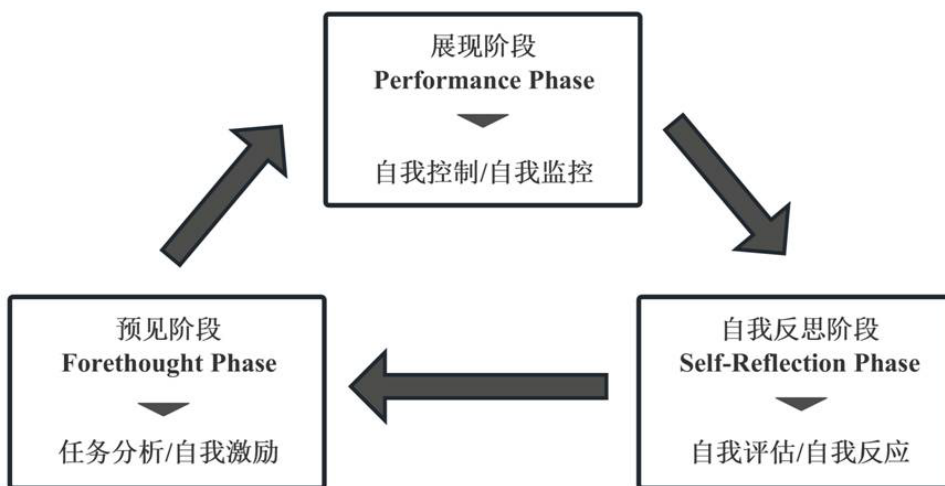 展现阶段
Performance Phase
自我控制/自我监控
预见阶段
Forethought Phase
任务分析/自我激励
自我反思阶段
Self-Reflection Phase
自我评估/自我反应